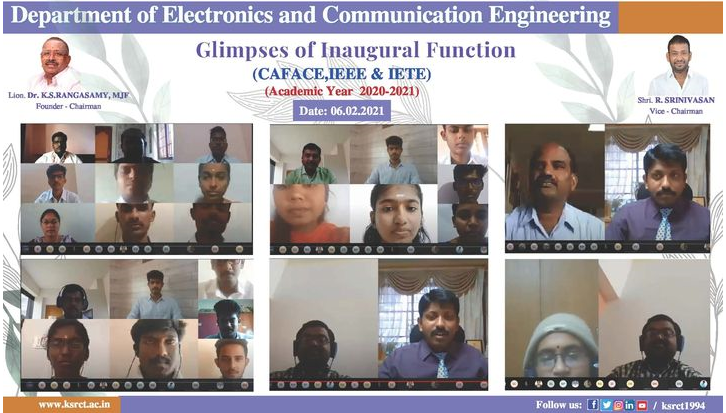 Department of Electronics and Communication Engineering
Glimpses of Inaugural Function
(CAFACE,IEEE & IETE)
(Academic Year 2020-2021)
Date: 06.02.2021
Lion. Dr. K.S.RANGASAMY, MJF
Founder - Chairman
Shri. R. SRINIVASAN
Vice - Chairman
www.ksrct.ac.in
Follow us: / ksrct1994